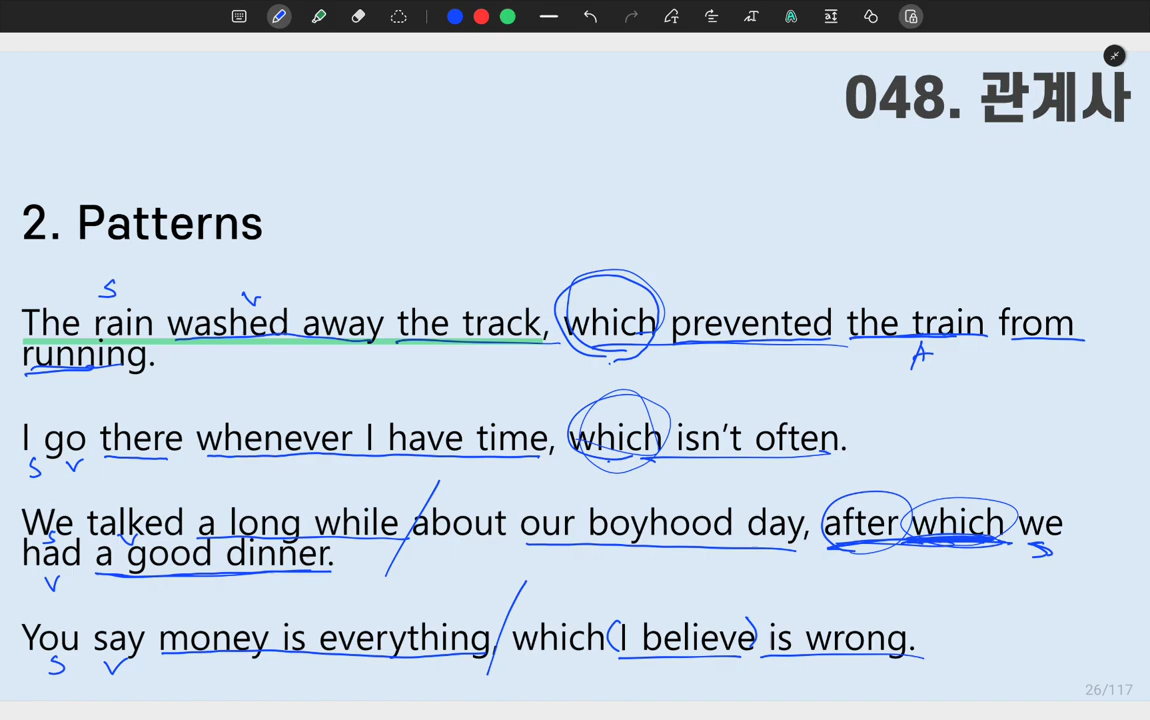 048. 관계사
2. Patterns
S V
The rain washed away the track, which prevented the train from
A
running.
I go there whenever I have time, which isn't often.
S V
We talked a long while / about our boyhood day, after which we
S V S
had a good dinner.
V
You say money is everything, / which (I believe) is wrong.
S V
26/117